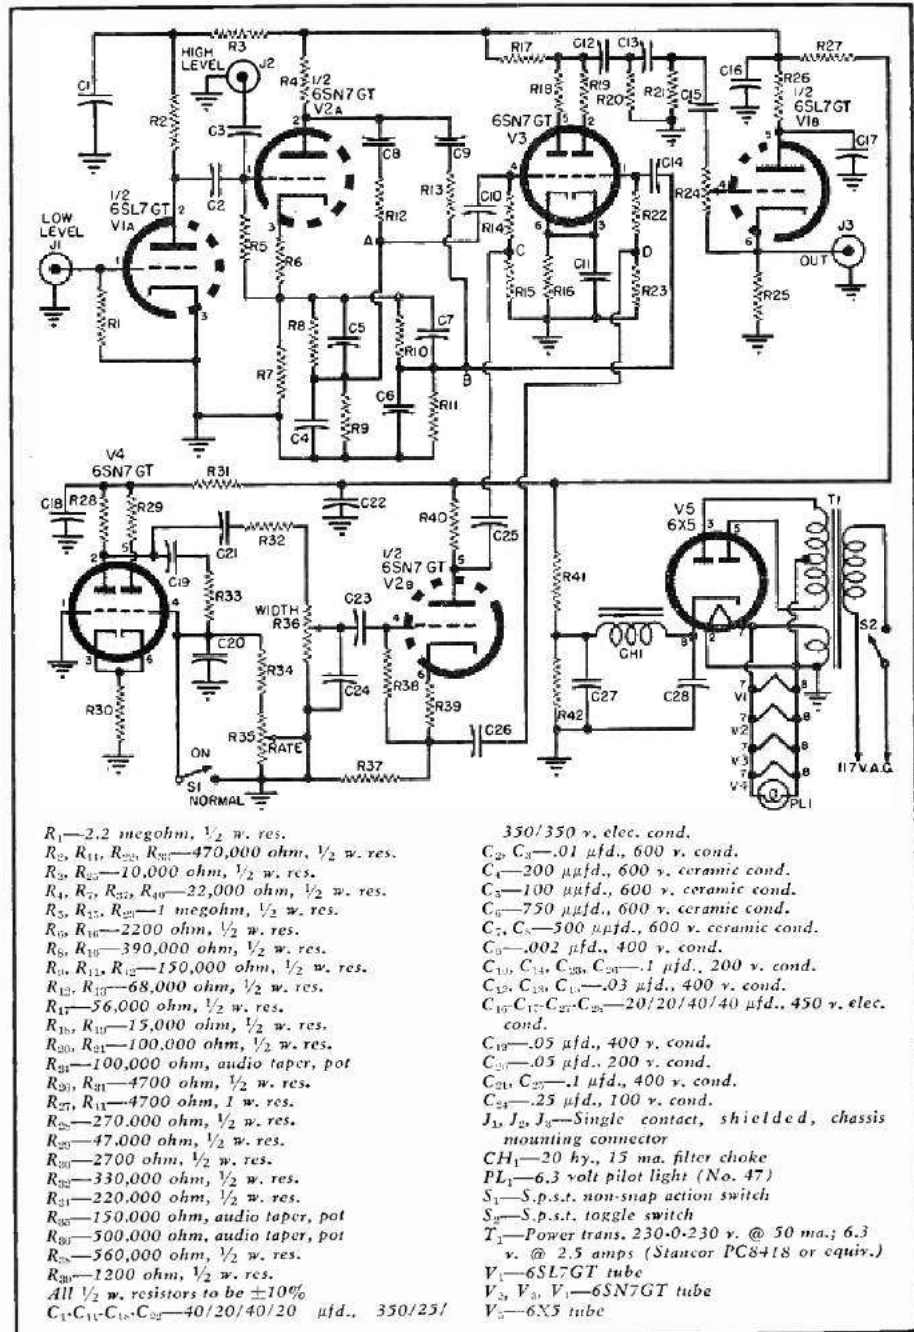 R3
HIGH
LEVEL
J2
C1
R2
R4
1/2
6SN7GT
V2A
C3
C2
C8
C9
R13
R12
R5
R6
1/2
6SL7GT
V1A
LOW
LEVEL
J1
R1
R7
R8
C5
R10
C7
C4
R9
C6
R11
A
B
R17
C12
C13
R18
R19
R20
R21
C15
6SN7GT
V3
C10
R14
C14
R22
C
D
R15
R16
C11
R23
C16
R27
R26
1/2
6SL7GT
V1B
C17
R24
J3
OUT
R25
V4
6SN7GT
R31
C18
R28
R29
C21
R32
C19
R33
WIDTH
R36
C20
R34
R30
R35
RATE
ON
S1
NORMAL
R37
C22
R40
C25
1/2
6SN7GT
V2B
C23
C24
R38
R39
C26
R41
R42
CH1
C27
C28
V5
6X5
T1
S2
V1
V2
V3
V4
PL1
117V.A.C.
R1—2.2 megohm, 1/2 w. res.
R2, R14, R22, R33—470,000 ohm, 1/2 w. res.
R3, R25—10,000 ohm, 1/2 w. res.
R4, R7, R37, R40—22,000 ohm, 1/2 w. res.
R5, R15, R23—1 megohm, 1/2 w. res.
R6, R16—2200 ohm, 1/2 w. res.
R8, R10—390,000 ohm, 1/2 w. res.
R9, R11, —150,000 ohm, 1/2 w. res.
R12, R13—68,000 ohm, 1/2 w. res.
R17—56,000 ohm, 1/2 w. res.
R18, R19—15,000 ohm, 1/2 w. res.
R20, R21—100,000 ohm, 1/2 w. res.
R24—100,000 ohm, audio taper, pot
R26, R31—4700 ohm, 1/2 w. res.
R27, —4700 ohm, 1 w. res.
R28—270,000 ohm, 1/2 w. res.
R29—47,000 ohm, 1/2 w. res.
R30—2700 ohm, 1/2 w. res.
R32—330,000 ohm, 1/2 w. res.
R34—220,000 ohm, 1/2 w. res.
R35—150,000 ohm, audio taper, pot
R36—500,000 ohm, audio taper, pot
R38—560,000 ohm, 1/2 w. res.
R39—1200 ohm, 1/2 w. res.
All 1/2 w. resistors to be ±10%
C1-C11-C18-C22—40/20/40/20 µfd., 350/25/
350/350 v. elec. cond.
C2, C3—.01 µfd., 600 v. cond.
C4—200 µµfd., 600 v. ceramic cond.
C5—100 µµfd., 600 v. ceramic cond.
C6—750 µµfd., 600 v. ceramic cond.
C7, C8—500 µµfd., 600 v. ceramic cond.
C9—.002 µfd., 400 v. cond.
C10, C14, C23, C26—.1 µfd., 200 v. cond.
C12, C13, C15—.03 µfd., 400 v. cond.
C16-C17-C27-C28—20/20/40/40 µfd., 450 v. elec.
cond.
C19—.05 µfd., 400 v. cond.
C20—.05 µfd., 200 v. cond.
C21, C25—.1 µfd., 400 v. cond.
C24—.25 µfd., 100 v. cond.
J1, J2, J3—Single contact, shielded, chassis
mounting connector
CH1—20 hy., 15 ma. filter choke
PL1—6.3 volt pilot light (No. 47)
S1—S.p.s.t. non-snap action switch
S2—S.p.s.t. toggle switch
T1—Power trans. 230-0-230 v. @ 50 ma.; 6.3
v. @ 2.5 amps (Stancor PC8418 or equiv.)
V1—6SL7GT tube
V2, V3, V4—6SN7GT tube
V5—6X5 tube